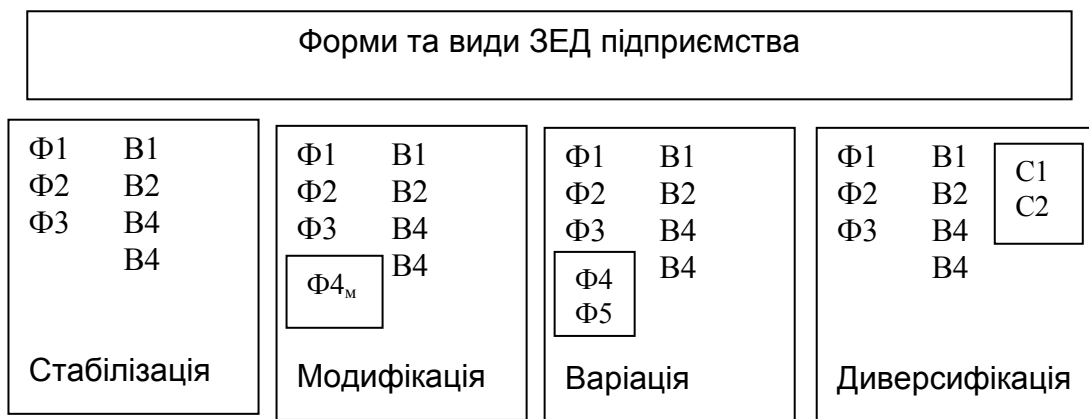 Форми та види ЗЕД підприємства
Ф1 В1
Ф2 В2
Ф3 В4
В4
Стабілізація
Ф1 В1
Ф2 В2
Ф3 В4
В4
Ф4м
Модифікація
Ф1 В1
Ф2 В2
Ф3 В4
В4
Ф4
Ф5
Варіація
Ф1 В1
Ф2 В2
Ф3 В4
В4
С1
С2
Диверсифікація